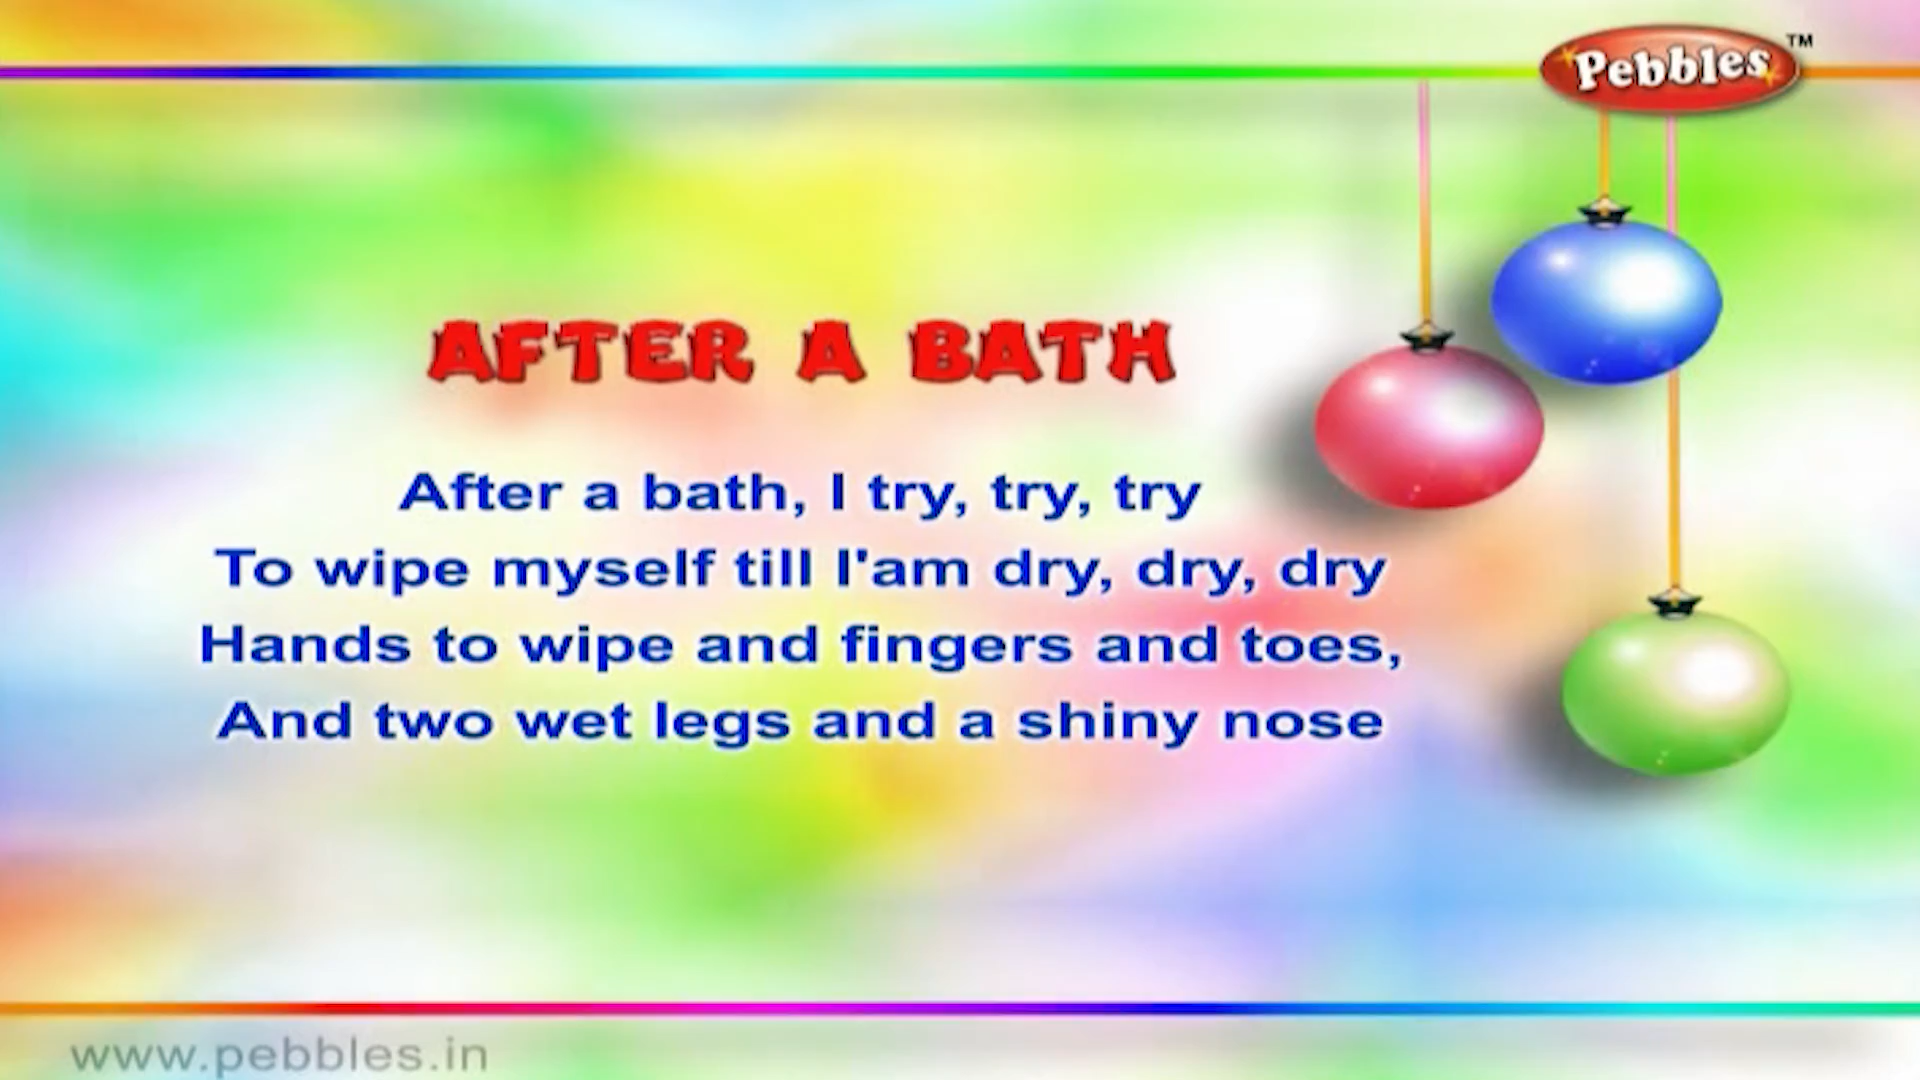 Pebbles™
AFTER A BATH
After a bath, I try, try, try
To wipe myself till I'am dry, dry, dry
Hands to wipe and fingers and toes,
And two wet legs and a shiny nose
www.pebbles.in